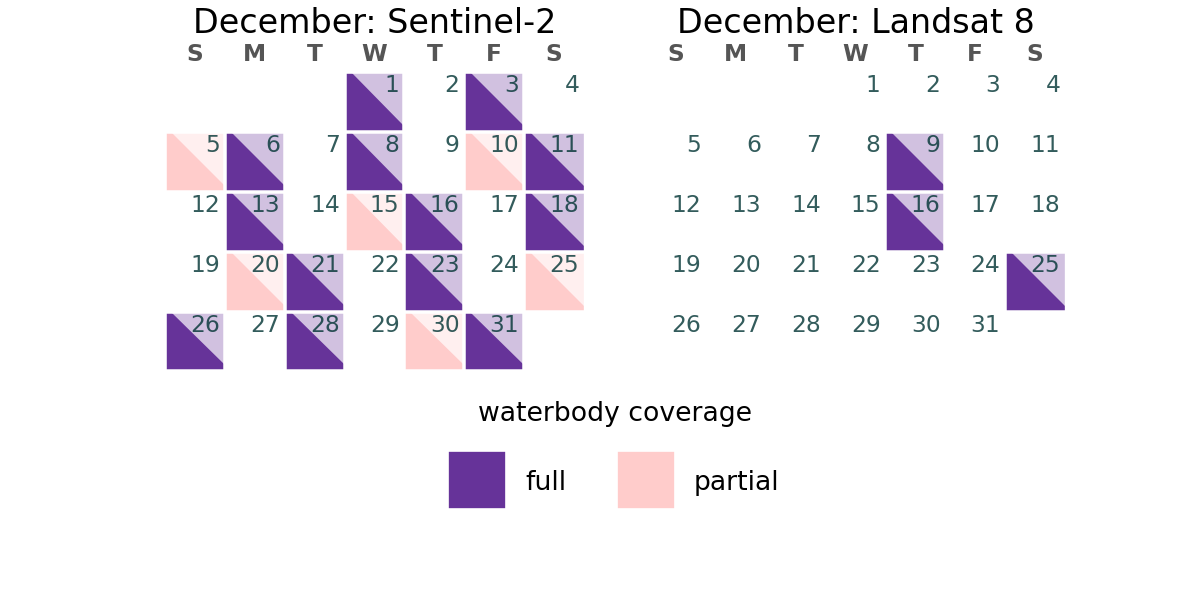 December: Sentinel-2
S M T W T F S
1 2 3 4
5 6 7 8 9 10 11
12 13 14 15 16 17 18
19 20 21 22 23 24 25
26 27 28 29 30 31
December: Landsat 8
S M T W T F S
1 2 3 4
5 6 7 8 9 10 11
12 13 14 15 16 17 18
19 20 21 22 23 24 25
26 27 28 29 30 31
waterbody coverage
full partial